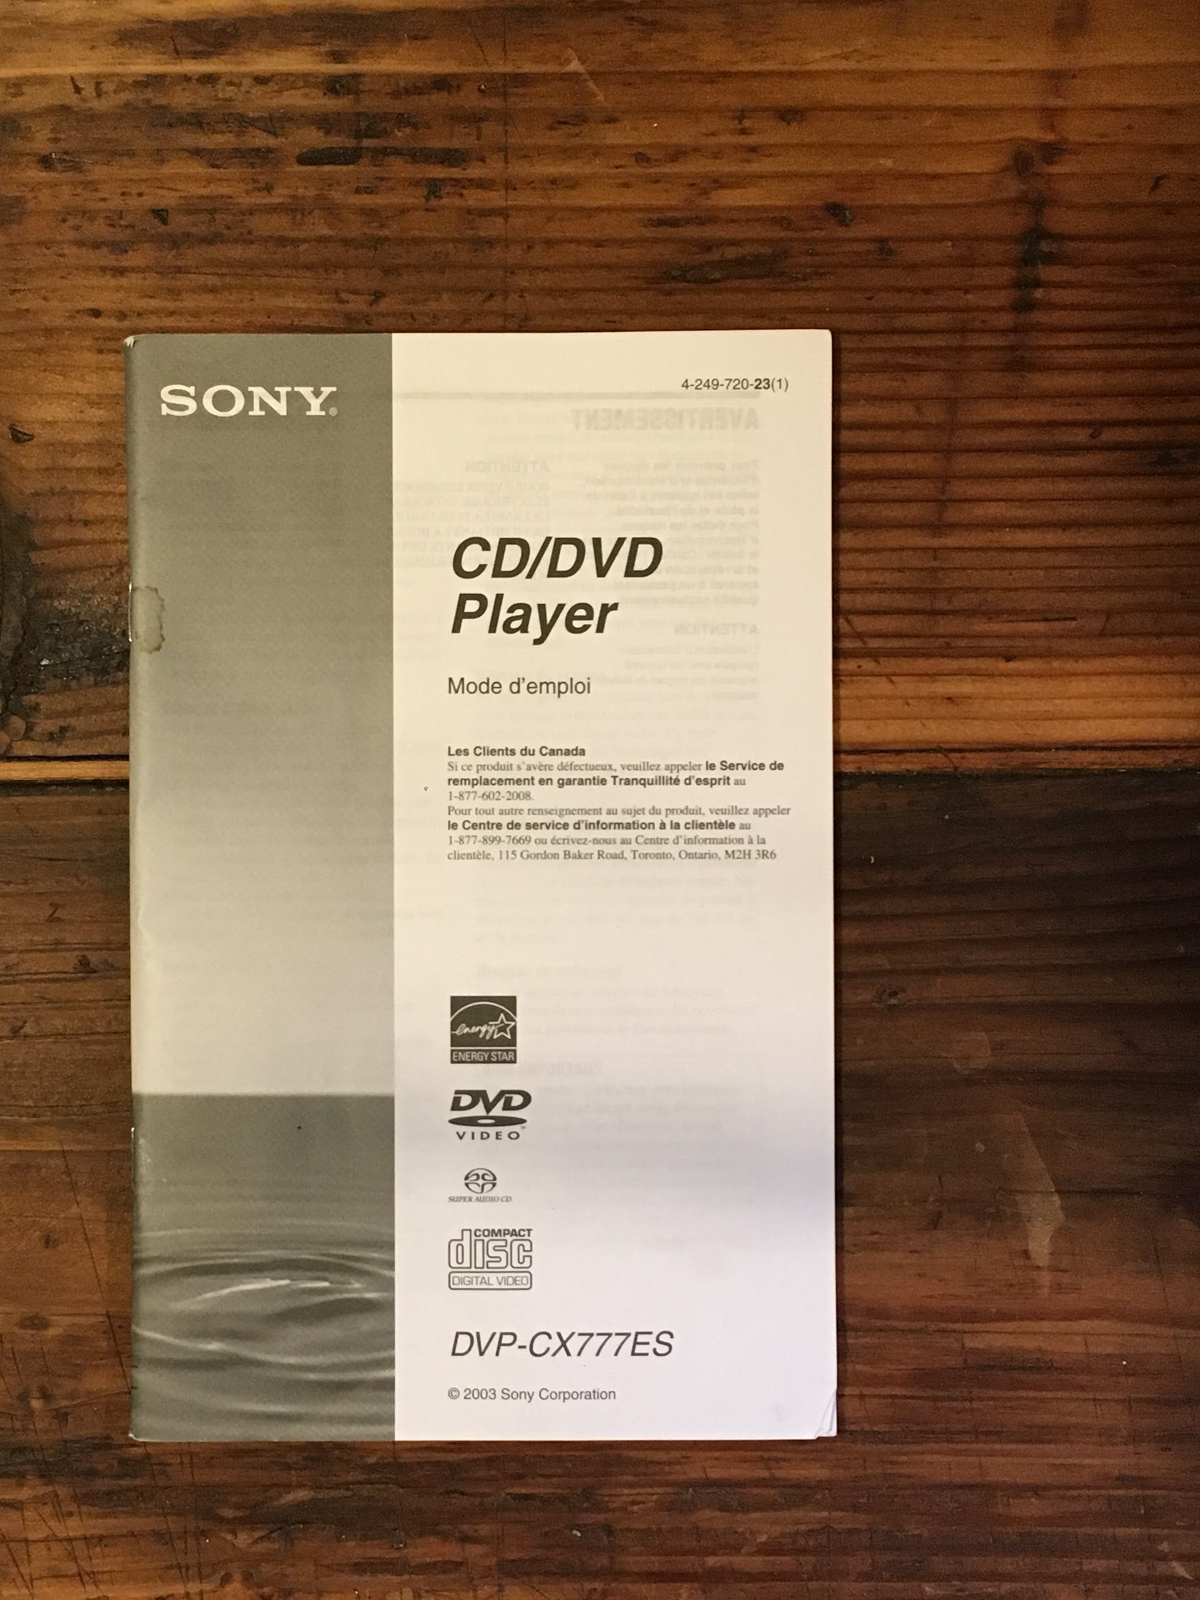 SONY®
4-249-720-23(1)
AVERTISSEMENT
ATTENTION
ATTENTION
CD/DVD
Player
Mode d'emploi
Les Clients du Canada
Si ce produit s'avère défectueux, veuillez appeler le Service de
remplacement en garantie Tranquillité d'esprit au
1-877-602-2008.
Pour tout autre renseignement au sujet du produit, veuillez appeler
le Centre de service d'information à la clientèle au
1-877-899-7669 ou écrivez-nous au Centre d'information à la
clientèle, 115 Gordon Baker Road, Toronto, Ontario, M2H 3R6
energy
ENERGY STAR
DVD
VIDEO™
SUPER AUDIO CD
COMPACT
disc
DIGITAL VIDEO
DVP-CX777ES
© 2003 Sony Corporation